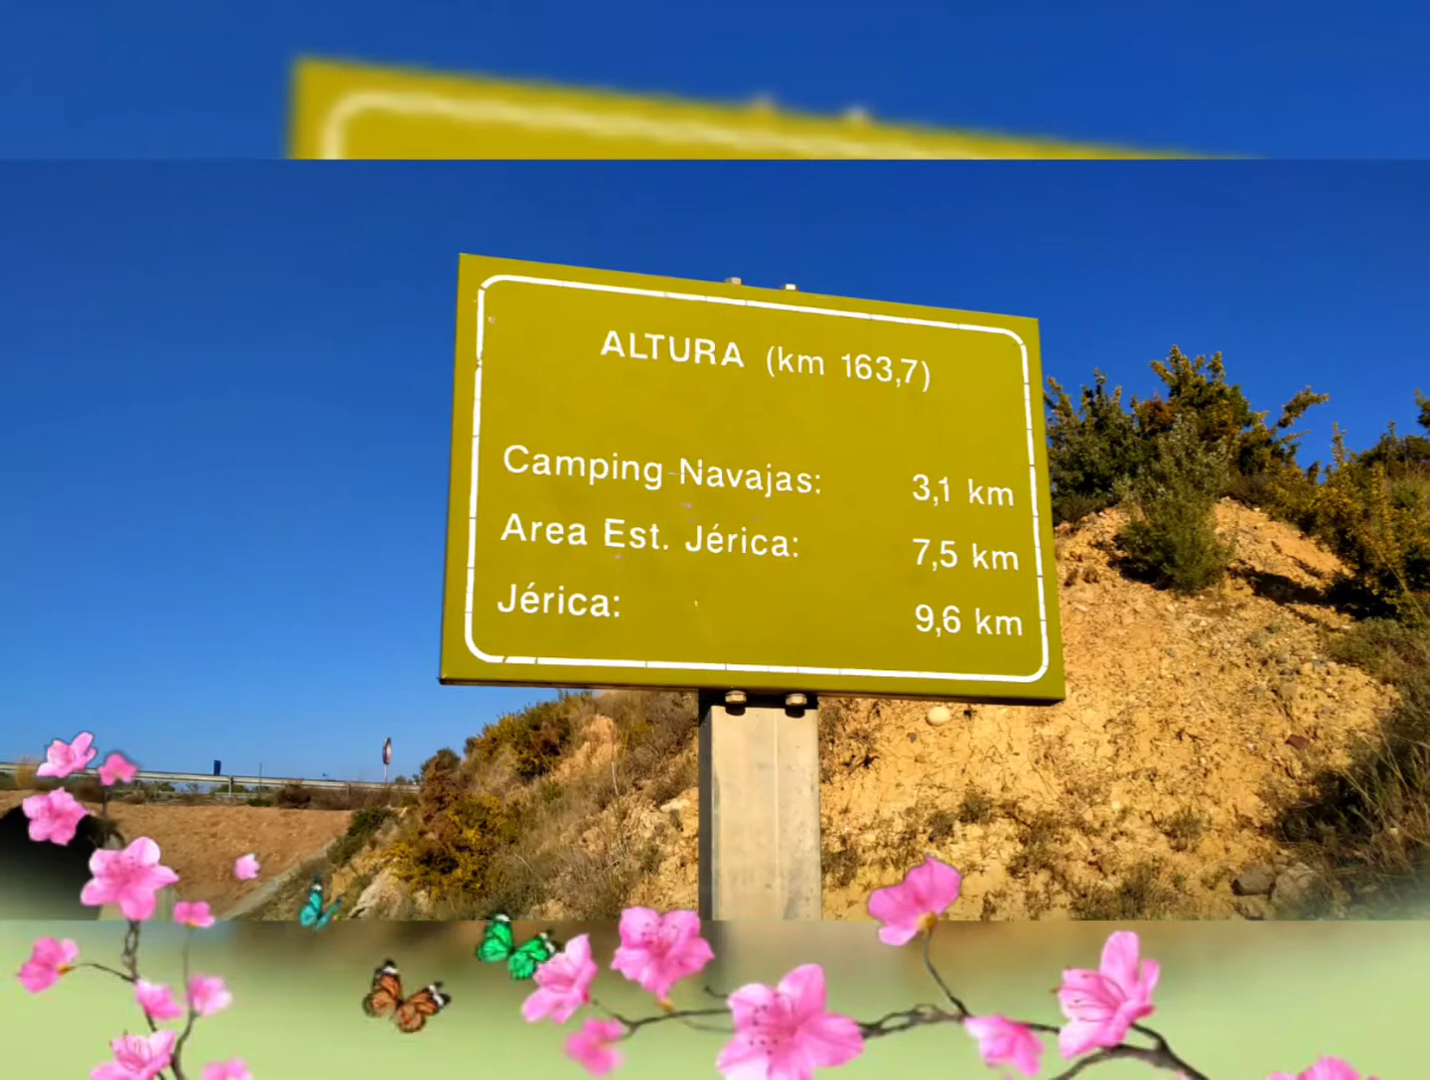 ALTURA (km 163,7)
Camping Navajas: 3,1 km
Area Est. Jérica: 7,5 km
Jérica: 9,6 km